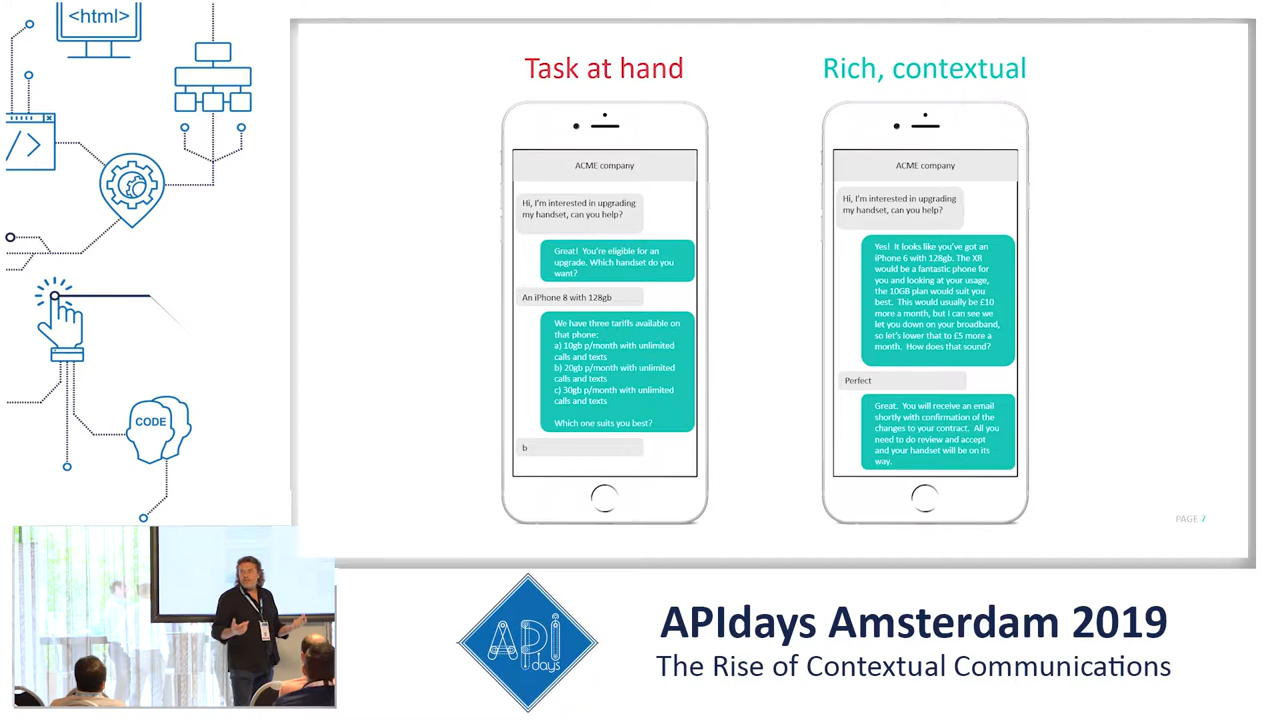 <html>
</>
CODE
Task at hand
ACME company
Hi, I'm interested in upgrading
my handset, can you help?
Great! You're eligible for an
upgrade. Which handset do you
want?
An iPhone 8 with 128gb
We have three tariffs available on
that phone:
a) 10gb p/month with unlimited
calls and texts
b) 20gb p/month with unlimited
calls and texts
c) 30gb p/month with unlimited
calls and texts
Which one suits you best?
b
Rich, contextual
ACME company
Hi, I'm interested in upgrading
my handset, can you help?
Yes! It looks like you've got an
iPhone 6 with 128gb. The XR
would be a fantastic phone for
you and looking at your usage,
the 10GB plan would suit you
best. This would usually be £10
more a month, but I can see we
let you down on your broadband,
so let's lower that to £5 more a
month. How does that sound?
Perfect
Great. You will receive an email
shortly with confirmation of the
changes to your contract. All you
need to do review and accept
and your handset will be on its
way.
PAGE 7
API
days
APIdays Amsterdam 2019
The Rise of Contextual Communications